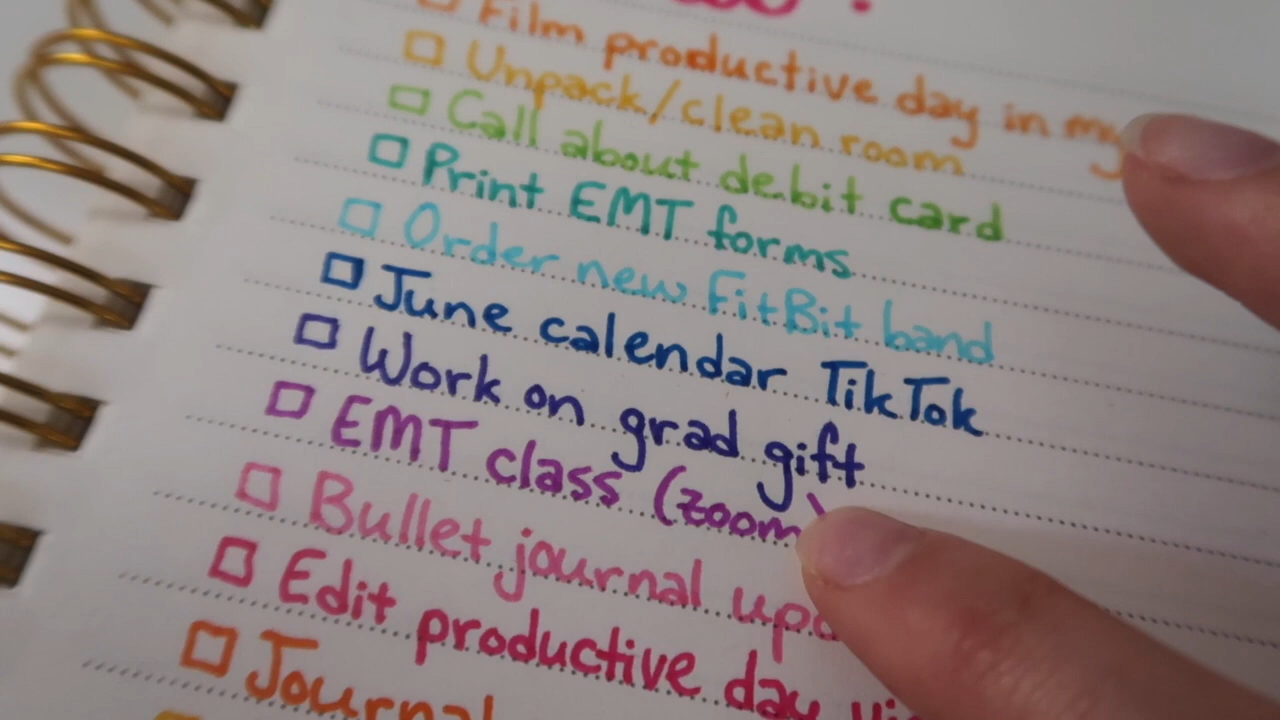 Film productive day in my
Unpack/clean room
Call about debit card
Print EMT forms
Order new FitBit band
June calendar TikTok
Work on grad gift
EMT class (zoom)
Bullet journal
Edit productive day
Journal